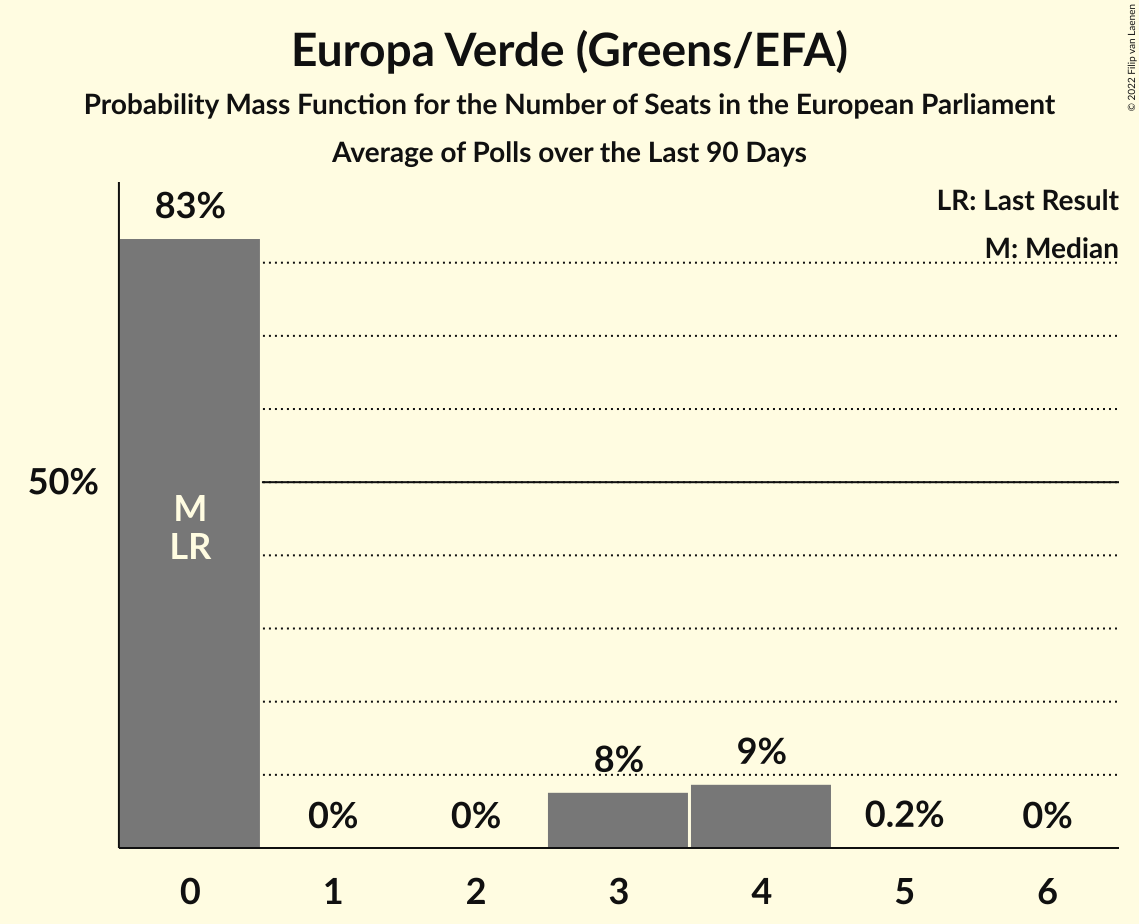 Europa Verde (Greens/EFA)
Probability Mass Function for the Number of Seats in the European Parliament
Average of Polls over the Last 90 Days
© 2022 Filip van Laenen
LR: Last Result
M: Median
83%
50%
M
LR
0%
0%
8%
9%
0.2%
0%
0
1
2
3
4
5
6